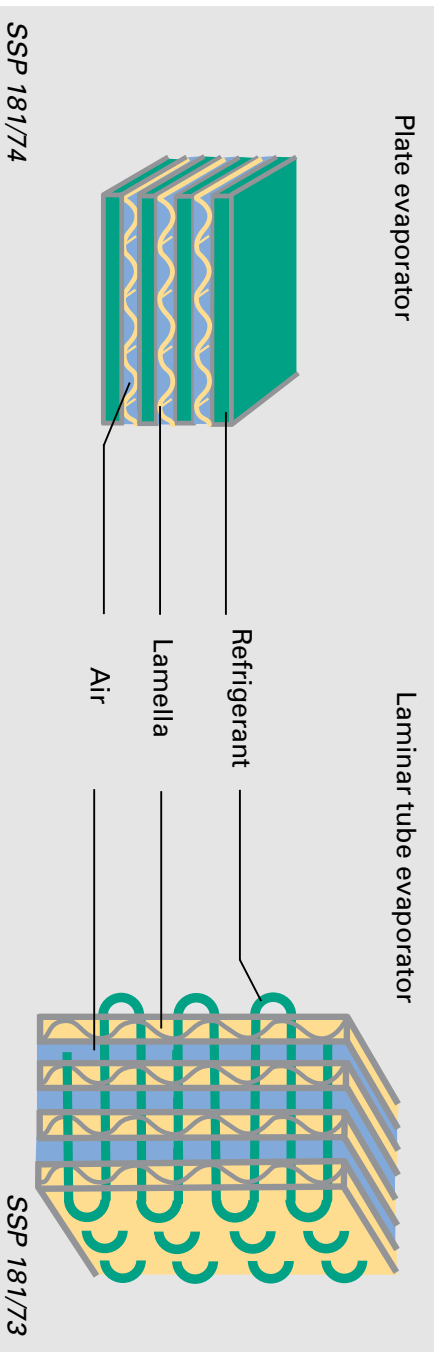 Plate evaporator
Laminar tube evaporator
Refrigerant
Lamella
Air
SSP 181/74
SSP 181/73